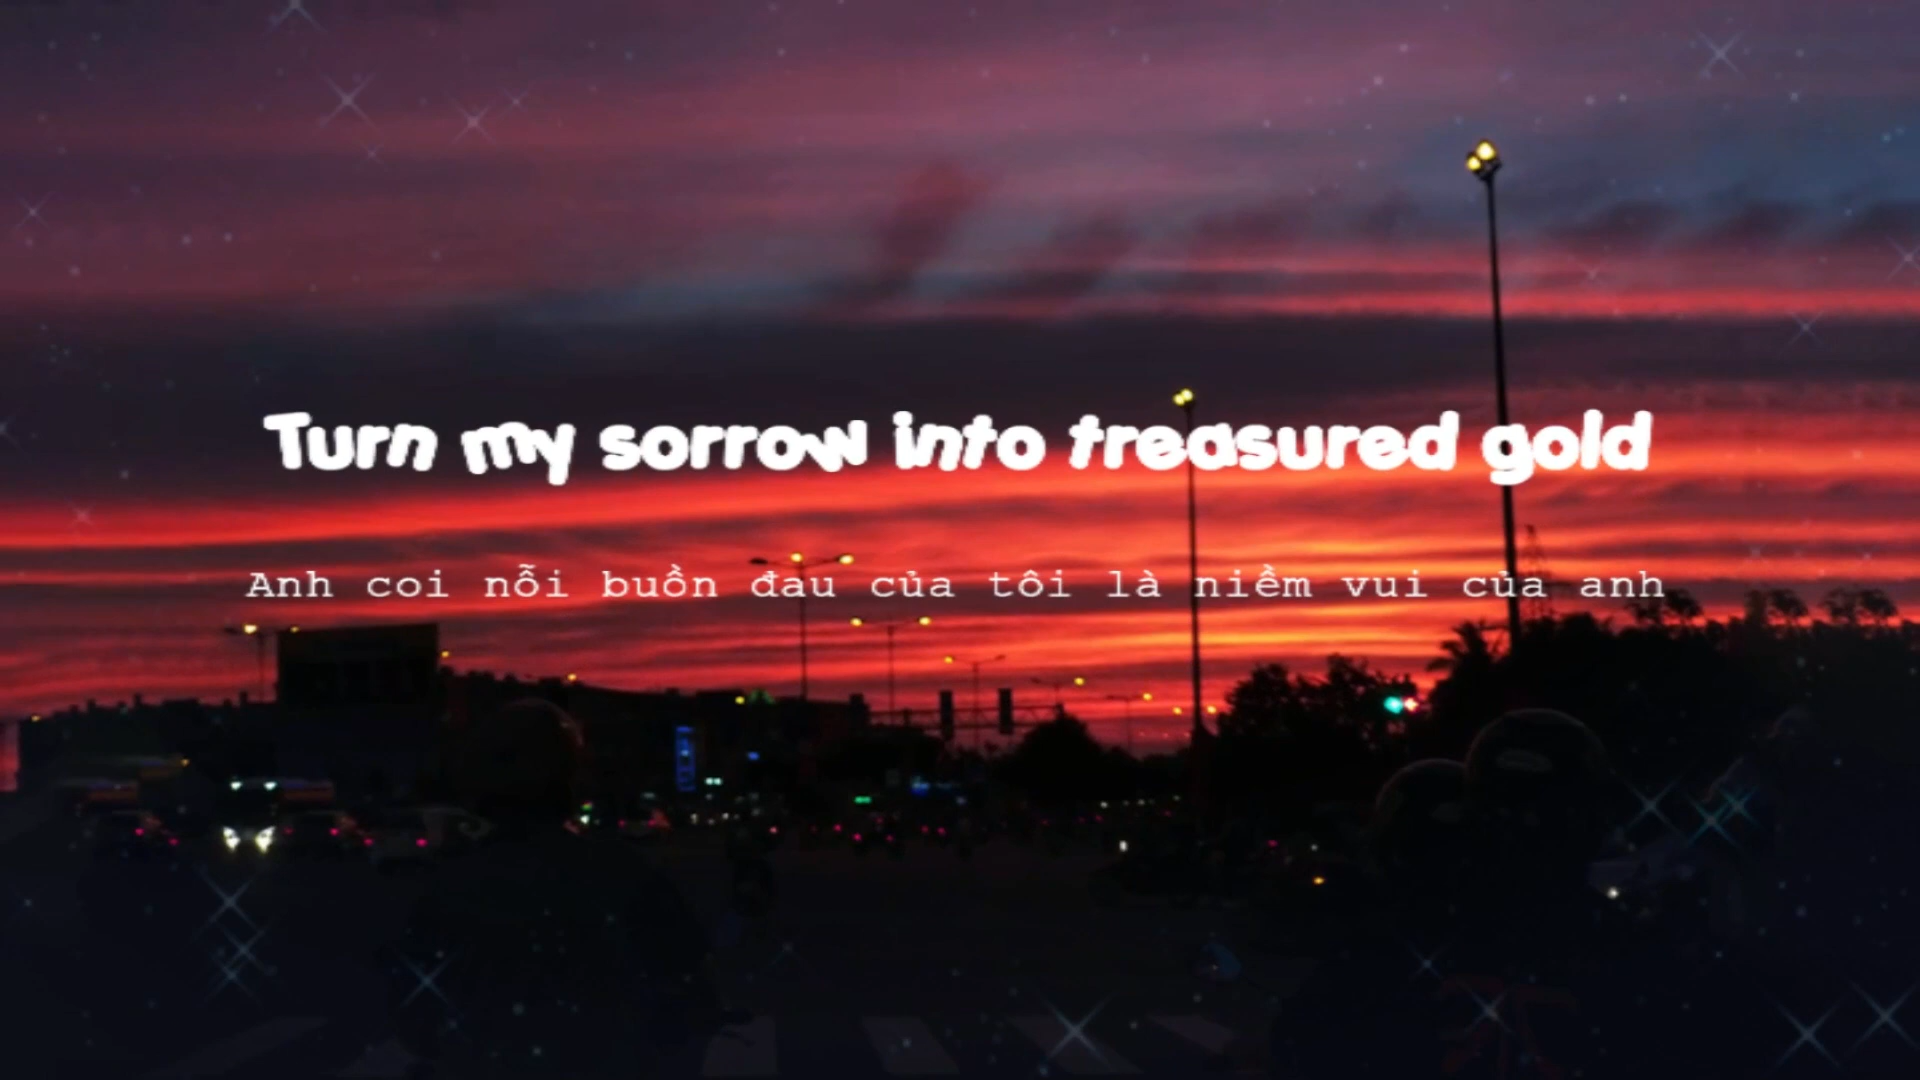 Turn my sorrow into treasured gold
Anh coi nỗi buồn đau của tôi là niềm vui của anh